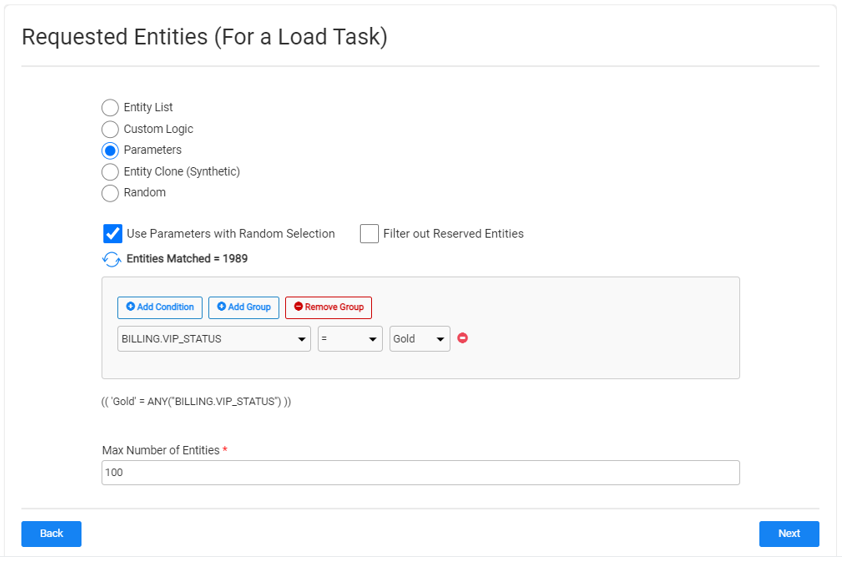 Requested Entities (For a Load Task)
Entity List
Custom Logic
Parameters
Entity Clone (Synthetic)
Random
Use Parameters with Random Selection Filter out Reserved Entities
Entities Matched = 1989
Add Condition Add Group Remove Group
BILLING.VIP_STATUS = Gold
(( 'Gold' = ANY("BILLING.VIP_STATUS") ))
Max Number of Entities *
100
Back Next